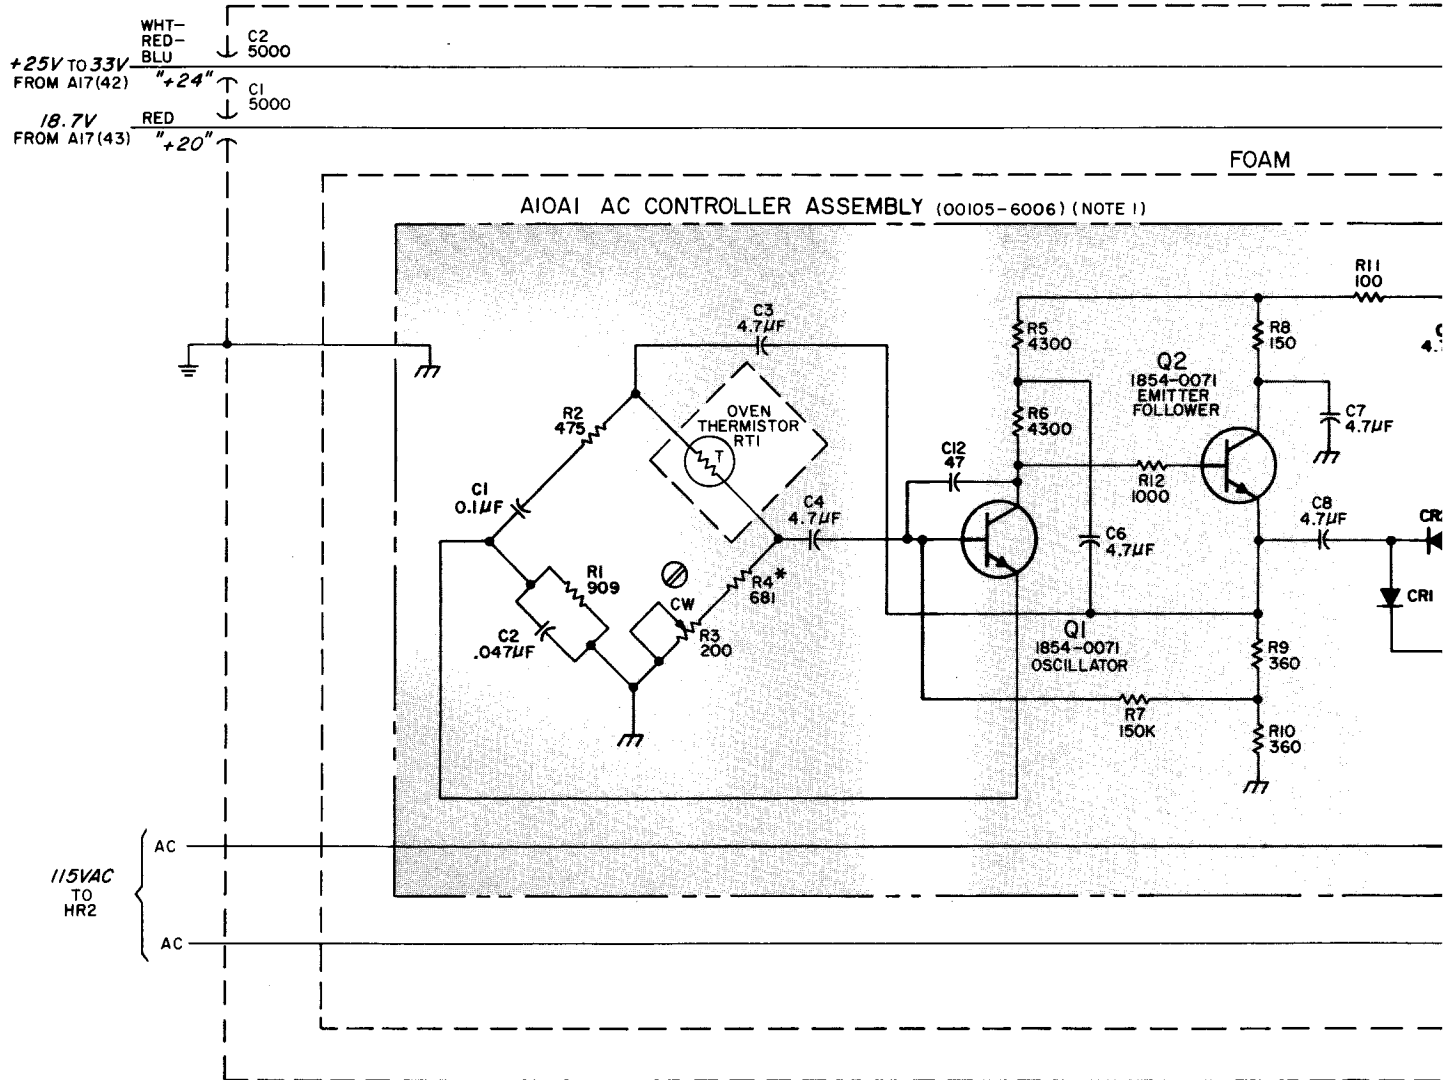 WHT-
RED-
BLU
C2
5000
+25V TO 33V
FROM A17(42)
"+24"
C1
5000
18.7V
RED
FROM A17(43)
"+20"
FOAM
A10A1 AC CONTROLLER ASSEMBLY (00105-6006) (NOTE 1)
R11
100
C3
4.7µF
R5
4300
R8
150
Q2
1854-0071
EMITTER
FOLLOWER
R2
475
OVEN
THERMISTOR
RT1
T
R6
4300
C7
4.7µF
C12
47
R12
1000
C1
0.1µF
C4
4.7µF
C8
4.7µF
C6
4.7µF
R1
909
R4*
681
CW
CR1
C2
.047µF
R3
200
Q1
1854-0071
OSCILLATOR
R9
360
R7
150K
R10
360
AC
115VAC
TO
HR2
AC